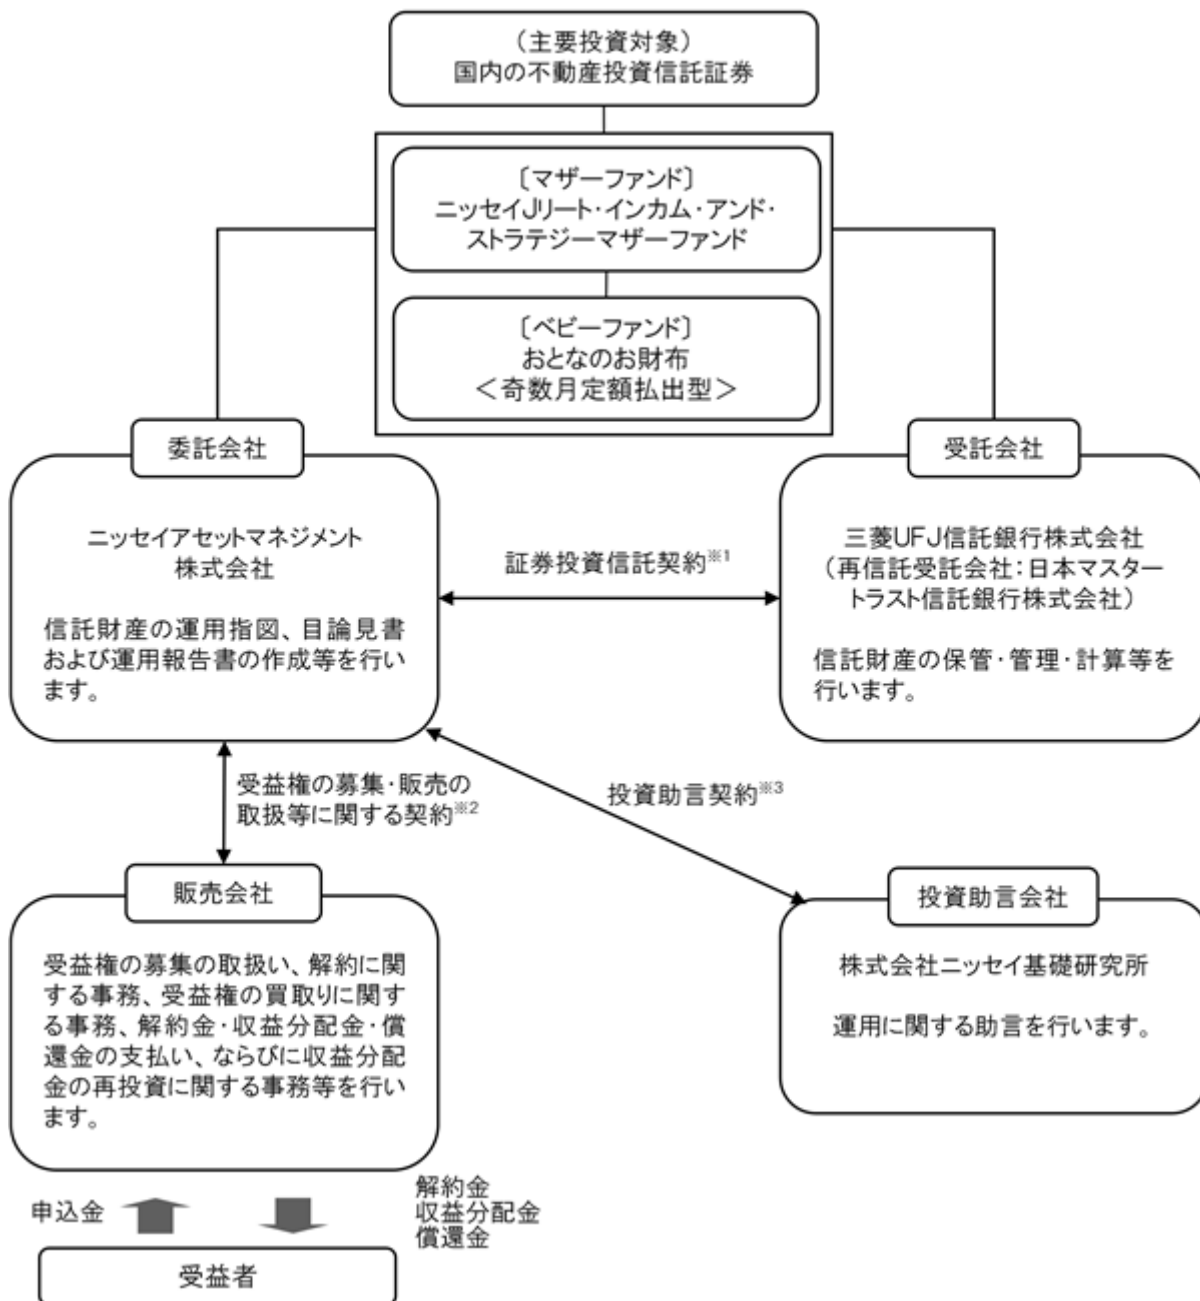 （主要投資対象）
国内の不動産投資信託証券
〔マザーファンド〕
ニッセイJリート・インカム・アンド・
ストラテジーマザーファンド
〔ベビーファンド〕
おとなのお財布
＜奇数月定額払出型＞
委託会社
ニッセイアセットマネジメント
株式会社
信託財産の運用指図、目論見書
および運用報告書の作成等を行い
ます。
証券投資信託契約※1
受託会社
三菱UFJ信託銀行株式会社
（再信託受託会社：日本マスター
トラスト信託銀行株式会社）
信託財産の保管・管理・計算等を
行います。
受益権の募集・販売の
取扱等に関する契約※2
投資助言契約※3
販売会社
受益権の募集の取扱い、解約に関
する事務、受益権の買取りに関す
る事務、解約金・収益分配金・償
還金の支払い、ならびに収益分配
金の再投資に関する事務等を行い
ます。
投資助言会社
株式会社ニッセイ基礎研究所
運用に関する助言を行います。
申込金
解約金
収益分配金
償還金
受益者